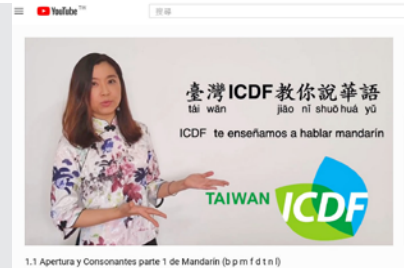 YouTube TW
搜尋
臺灣ICDF教你說華語
tái wān jiāo nǐ shuō huá yǔ
ICDF te enseñamos a hablar mandarín
TAIWAN ICDF
1.1 Apertura y Consonantes parte 1 de Mandarín (b p m f d t n l)